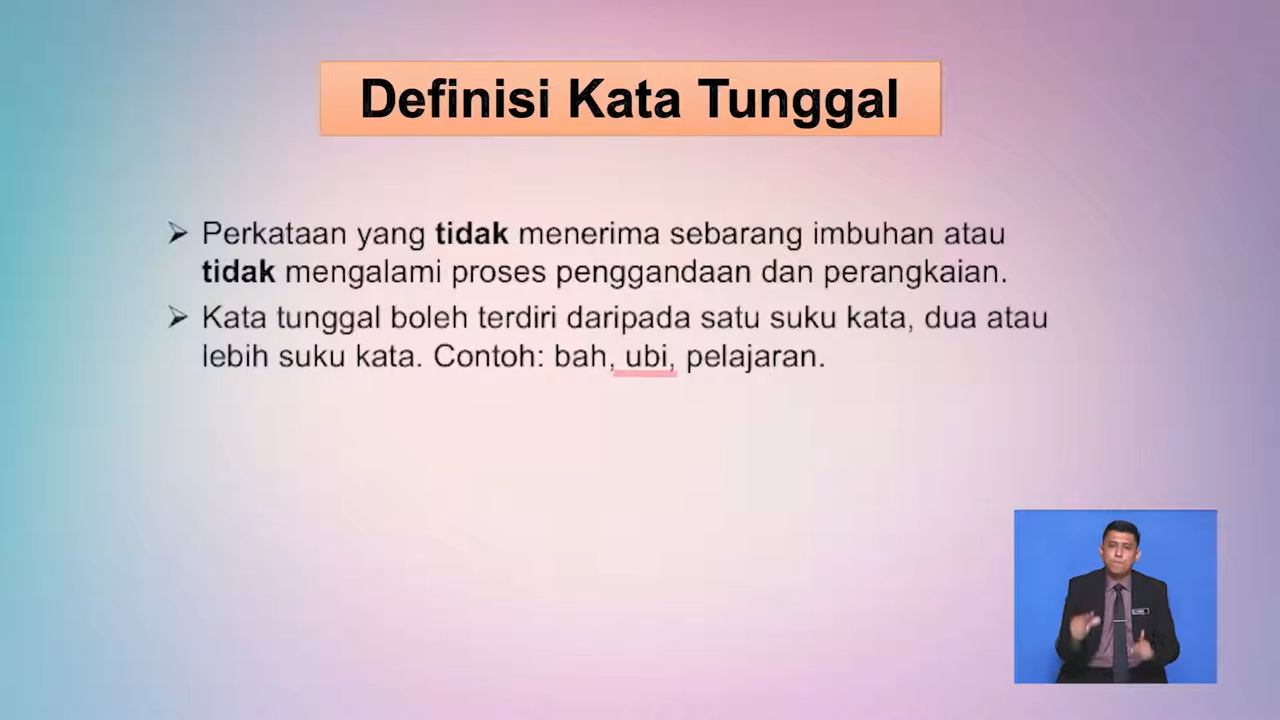 Definisi Kata Tunggal
Perkataan yang tidak menerima sebarang imbuhan atau
tidak mengalami proses penggandaan dan perangkaian.
Kata tunggal boleh terdiri daripada satu suku kata, dua atau
lebih suku kata. Contoh: bah, ubi, pelajaran.